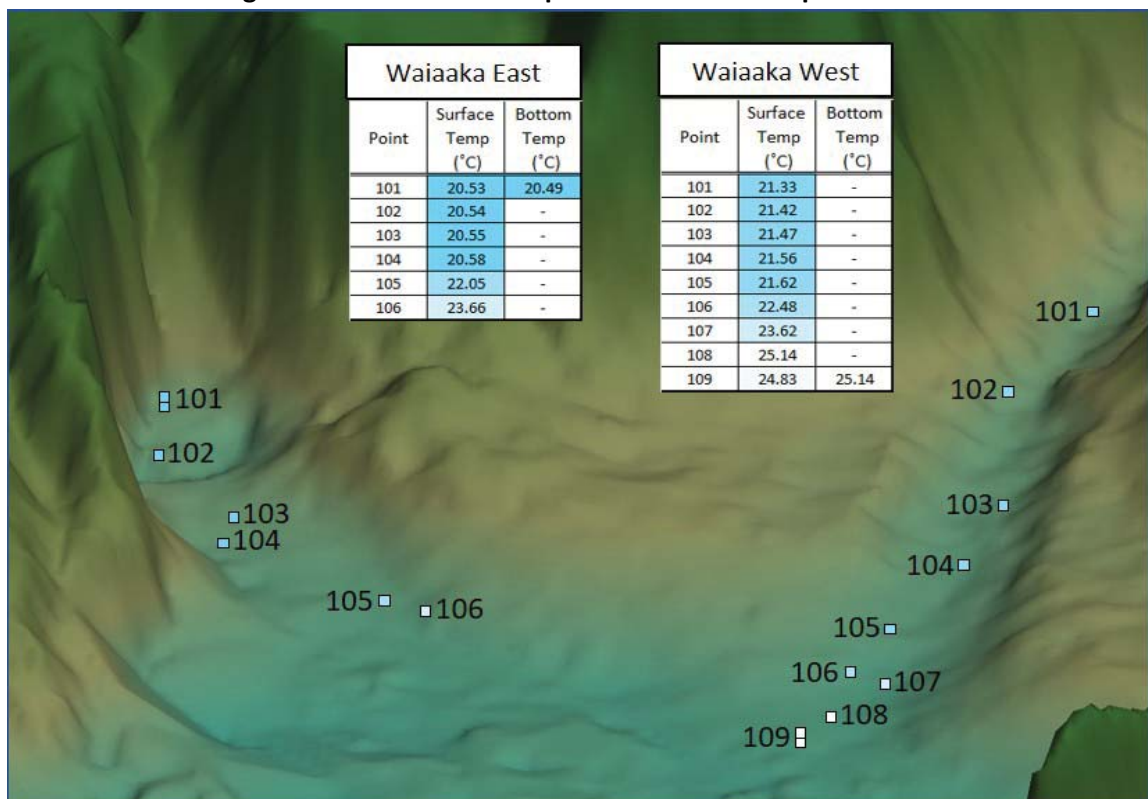 Waiaaka East
Point Surface Temp (˚C) Bottom Temp (˚C)
101 20.53 20.49
102 20.54 -
103 20.55 -
104 20.58 -
105 22.05 -
106 23.66 -
Waiaaka West
Point Surface Temp (˚C) Bottom Temp (˚C)
101 21.33 -
102 21.42 -
103 21.47 -
104 21.56 -
105 21.62 -
106 22.48 -
107 23.62 -
108 25.14 -
109 24.83 25.14
101
102
103
104
105
106
101
102
103
104
105
106
107
108
109